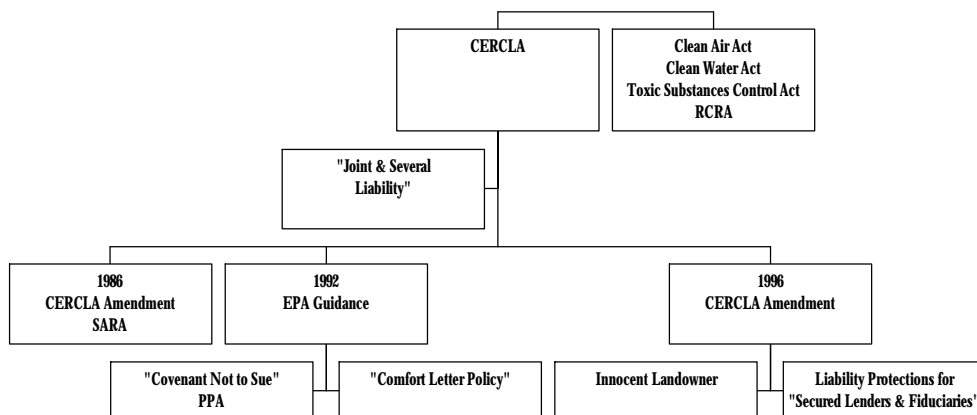 CERCLA
Clean Air Act
Clean Water Act
Toxic Substances Control Act
RCRA
"Joint & Several
Liability"
1986
CERCLA Amendment
SARA
1992
EPA Guidance
1996
CERCLA Amendment
"Covenant Not to Sue"
PPA
"Comfort Letter Policy"
Innocent Landowner
Liability Protections for
"Secured Lenders & Fiduciaries"